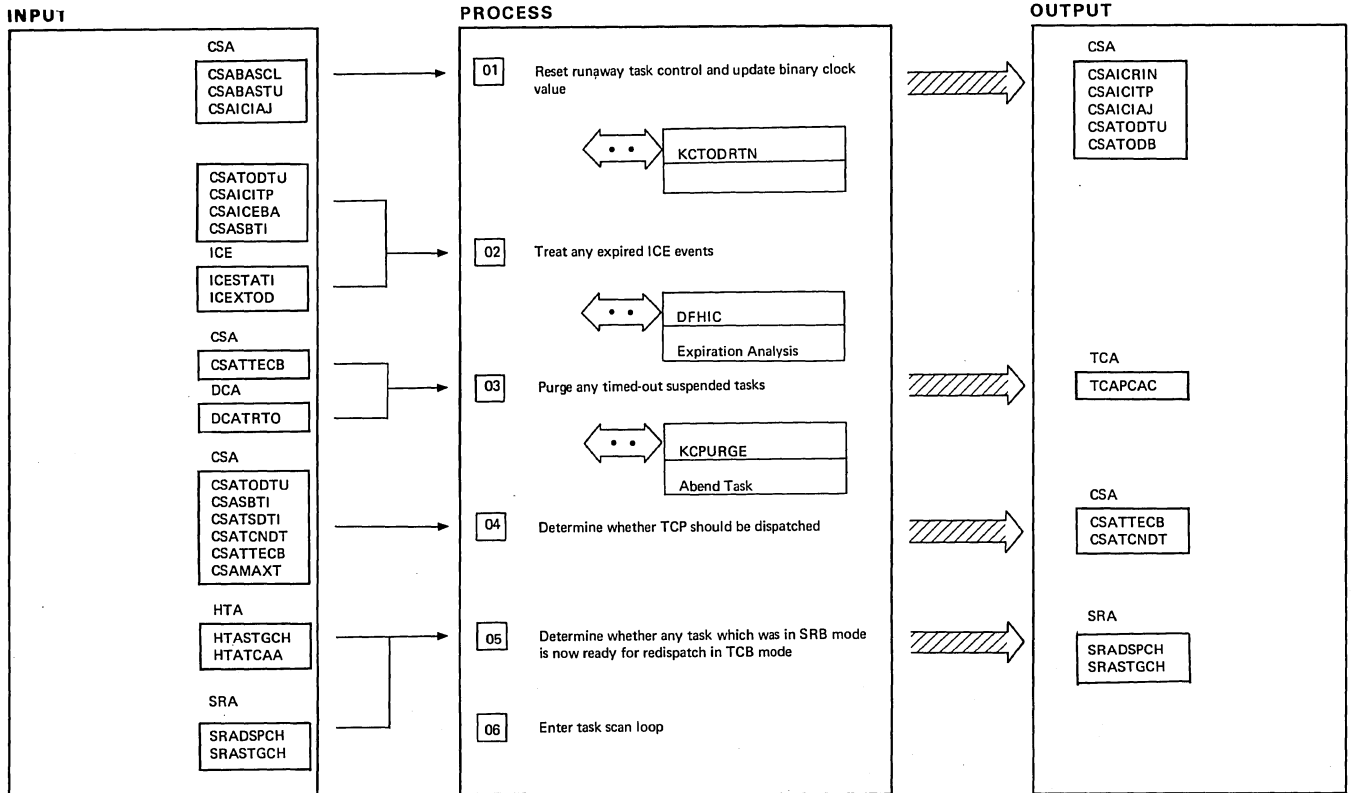 INPUT
CSA
CSABASCL
CSABASTU
CSAICIAJ
CSATODTU
CSAICITP
CSAICEBA
CSASBTI
ICE
ICESTATI
ICEXTOD
CSA
CSATTECB
DCA
DCATRTO
CSA
CSATODTU
CSASBTI
CSATSDTI
CSATCNDT
CSATTECB
CSAMAXT
HTA
HTASTGCH
HTATCAA
SRA
SRADSPCH
SRASTGCH
PROCESS
01 Reset runaway task control and update binary clock
value
KCTODRTN
02 Treat any expired ICE events
DFHIC
Expiration Analysis
03 Purge any timed-out suspended tasks
KCPURGE
Abend Task
04 Determine whether TCP should be dispatched
05 Determine whether any task which was in SRB mode
is now ready for redispatch in TCB mode
06 Enter task scan loop
OUTPUT
CSA
CSAICRIN
CSAICITP
CSAICIAJ
CSATODTU
CSATODB
TCA
TCAPCAC
CSA
CSATTECB
CSATCNDT
SRA
SRADSPCH
SRASTGCH